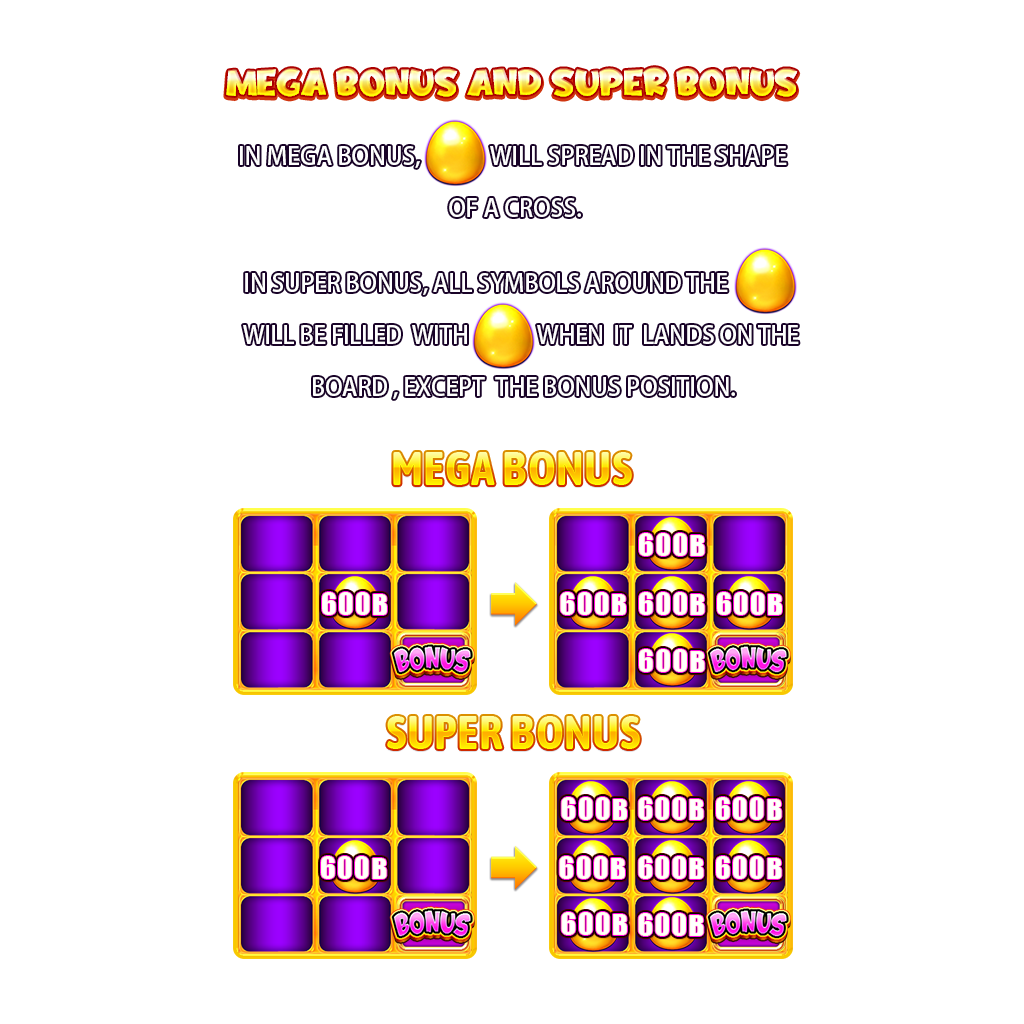 MEGA BONUS AND SUPER BONUS
IN MEGA BONUS, WILL SPREAD IN THE SHAPE
OF A CROSS.
IN SUPER BONUS, ALL SYMBOLS AROUND THE
WILL BE FILLED WITH WHEN IT LANDS ON THE
BOARD , EXCEPT THE BONUS POSITION.
MEGA BONUS
600B
BONUS
600B
600B 600B 600B
600B BONUS
SUPER BONUS
600B
BONUS
600B 600B 600B
600B 600B 600B
600B 600B BONUS